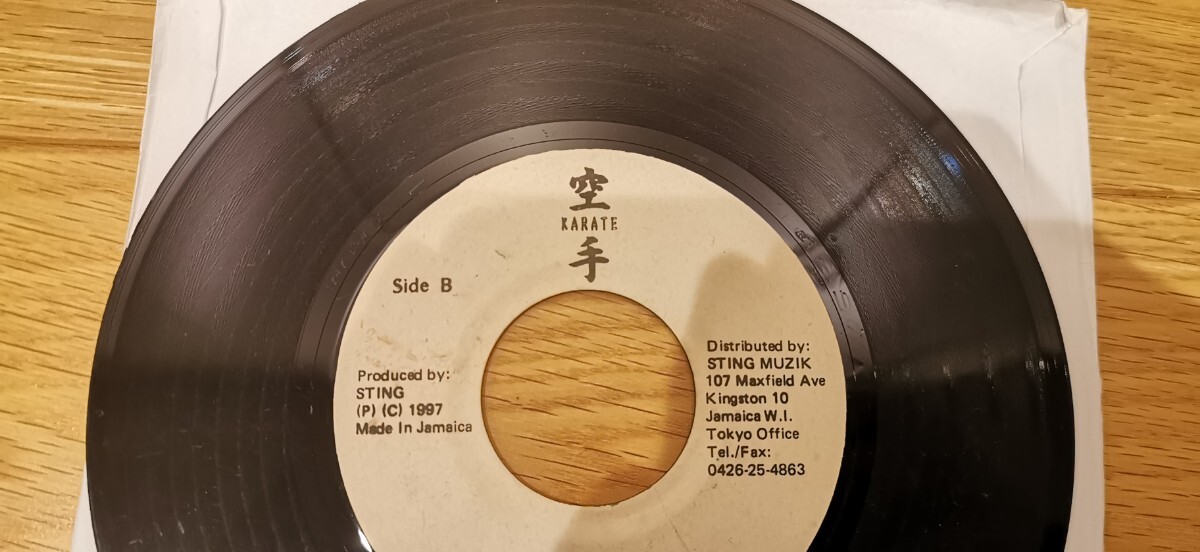 空
KARATE
手
Side B
Produced by:
STING
(P) (C) 1997
Made In Jamaica
Distributed by:
STING MUZIK
107 Maxfield Ave
Kingston 10
Jamaica W.I.
Tokyo Office
Tel./Fax:
0426-25-4863